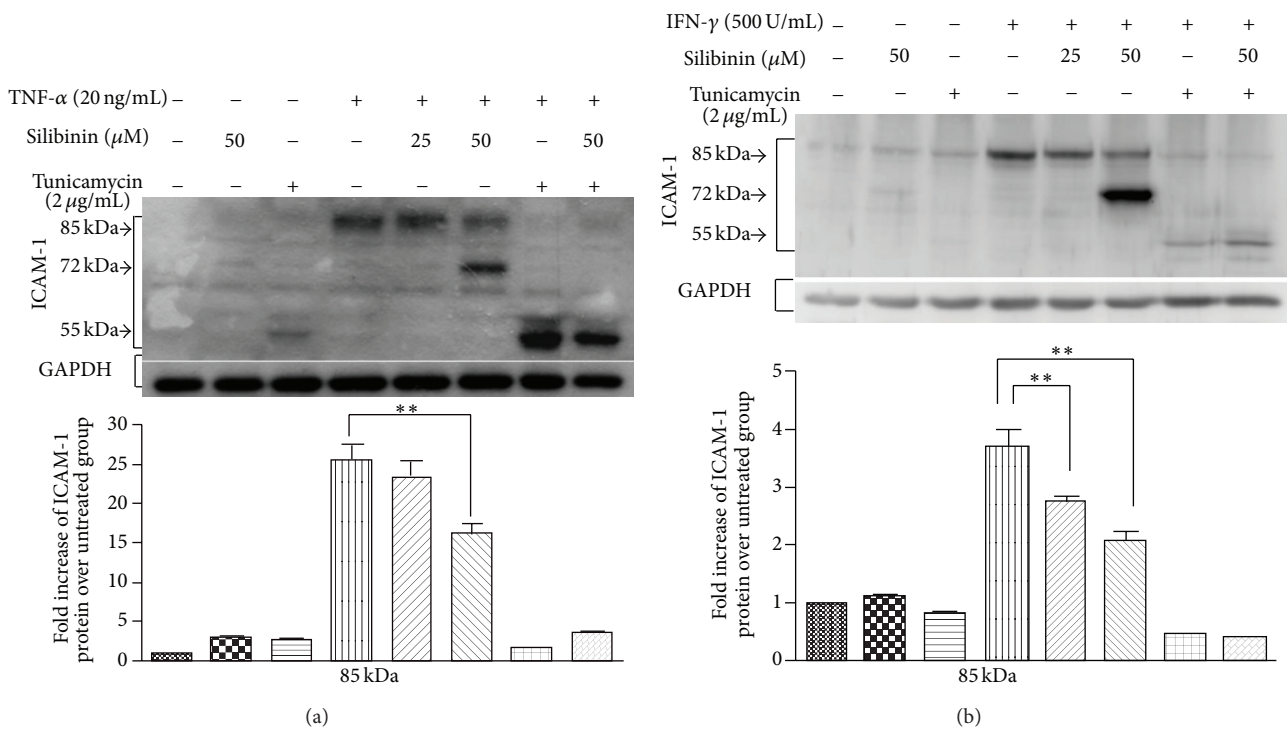 TNF-α (20 ng/mL) – – – + + + + +
Silibinin (μM) – 50 – – 25 50 – 50
Tunicamycin (2 μg/mL) – – + – – – + +
ICAM-1
85 kDa→
72 kDa→
55 kDa→
GAPDH
Fold increase of ICAM-1
protein over untreated group
30
25
20
15
10
5
0
**
85 kDa
(a)
IFN-γ (500 U/mL) – – – + + + + +
Silibinin (μM) – 50 – – 25 50 – 50
Tunicamycin – – + – – – + +
(2 μg/mL)
ICAM-1
85 kDa→
72 kDa→
55 kDa→
GAPDH
Fold increase of ICAM-1
protein over untreated group
5
4
3
2
1
0
**
**
85 kDa
(b)